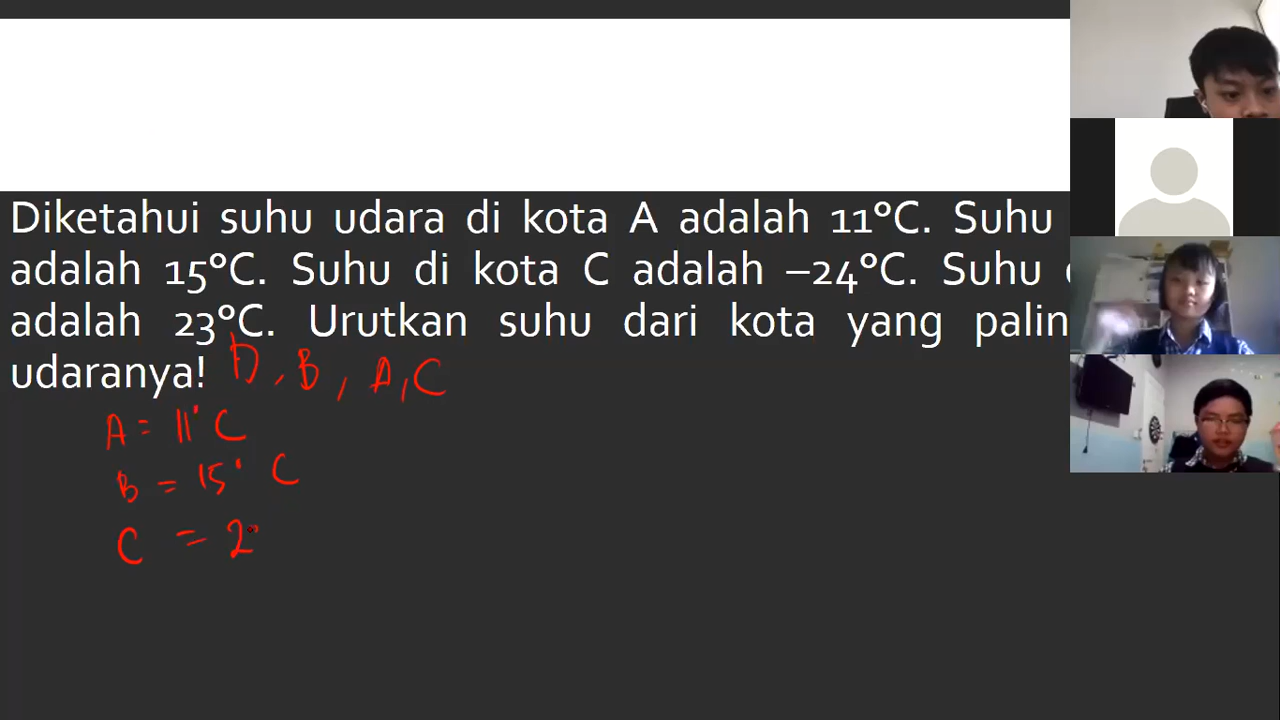 Diketahui suhu udara di kota A adalah 11°C. Suhu
adalah 15°C. Suhu di kota C adalah –24°C. Suhu
adalah 23°C. Urutkan suhu dari kota yang palin
udaranya! D, B, A, C
A = 11° C
B = 15° C
C = 2